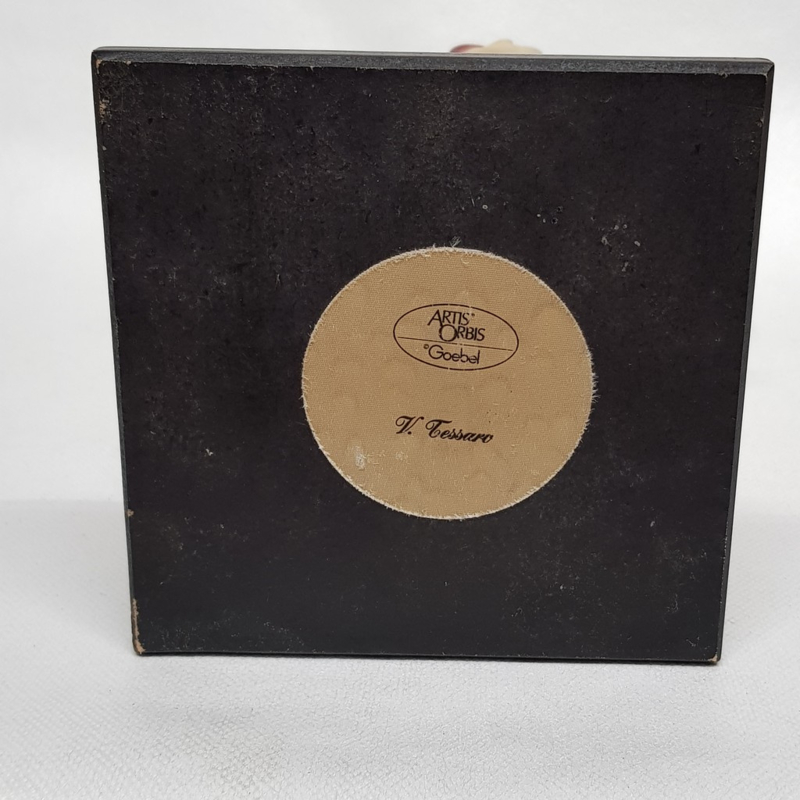 ARTIS®
ORBIS
©Goebel
V. Tessaro